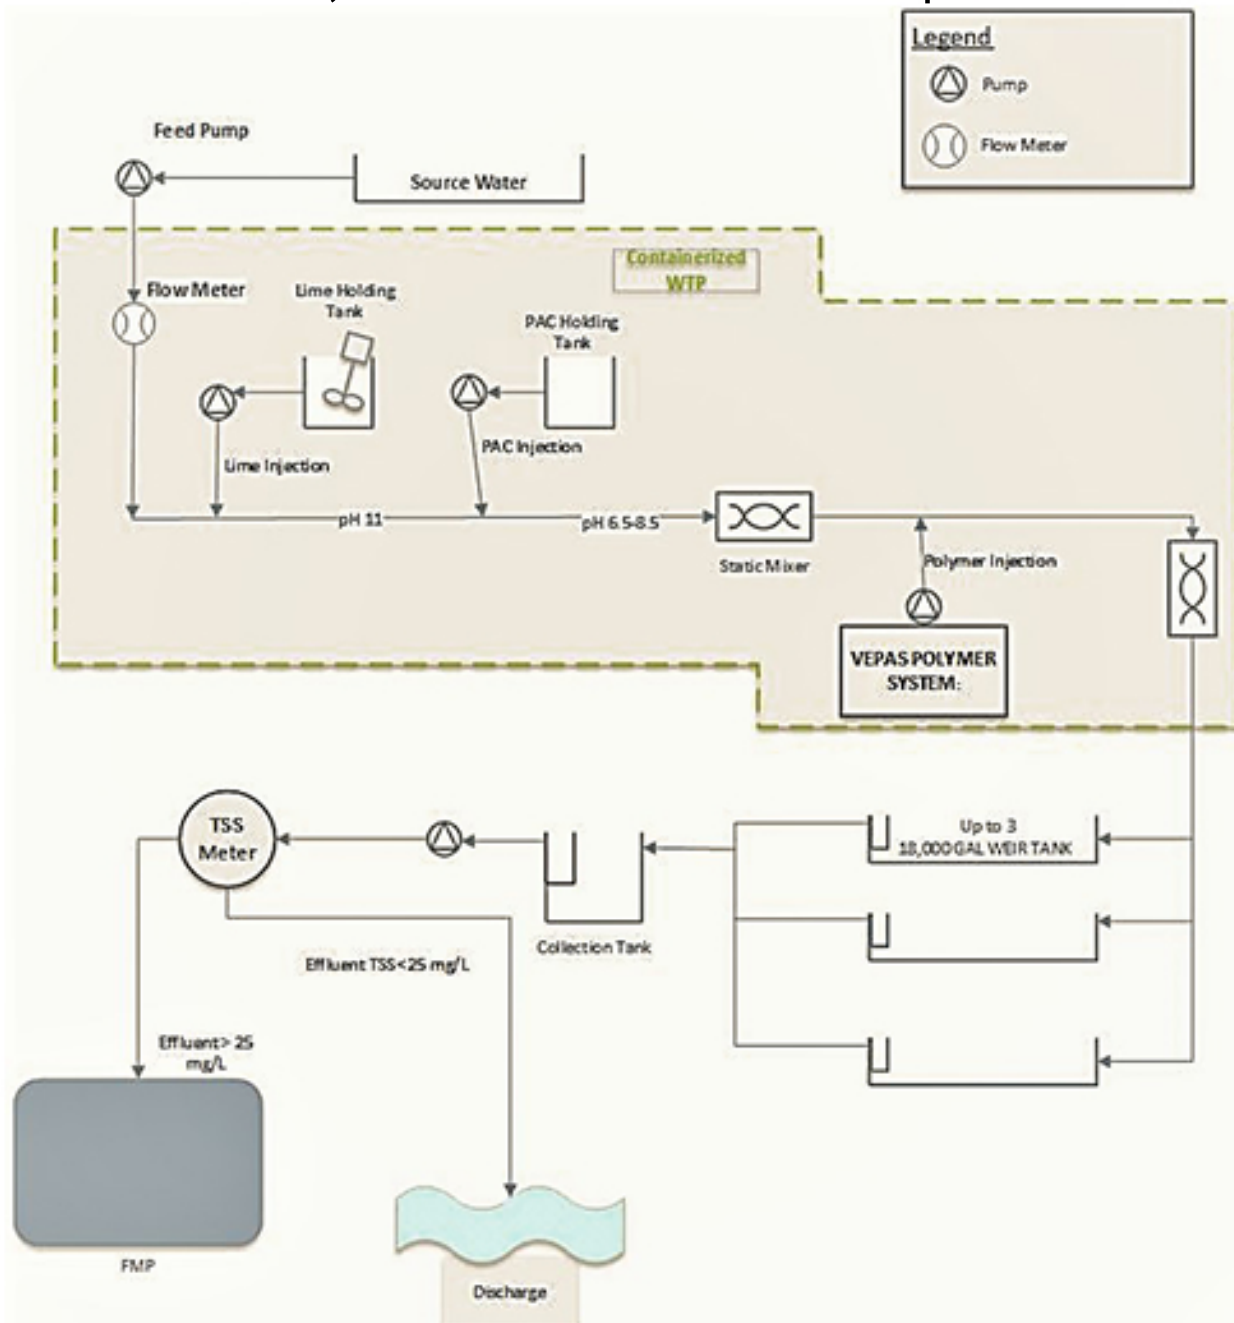 Legend
Pump
Flow Meter
Feed Pump
Source Water
Containerized
WTP
Flow Meter
Lime Holding
Tank
PAC Holding
Tank
Lime Injection
PAC Injection
pH 11
pH 6.5-8.5
Static Mixer
Polymer Injection
VEPAS POLYMER
SYSTEM:
TSS
Meter
Up to 3
18,000 GAL WEIR TANK
Collection Tank
Effluent TSS<25 mg/L
Effluent> 25
mg/L
FMP
Discharge